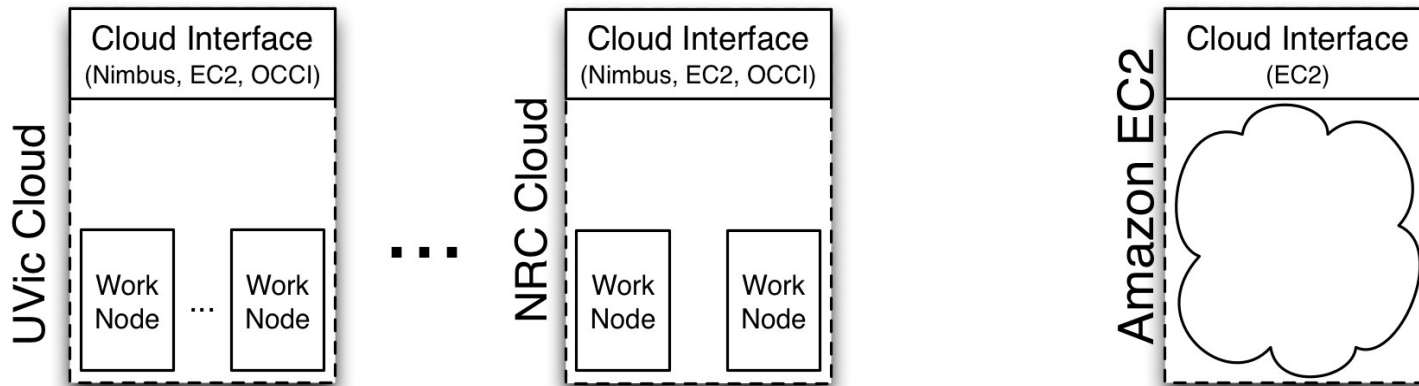 UVic Cloud
Cloud Interface
(Nimbus, EC2, OCCI)
Work
Node
...
Work
Node
...
NRC Cloud
Cloud Interface
(Nimbus, EC2, OCCI)
Work
Node
Work
Node
Amazon EC2
Cloud Interface
(EC2)